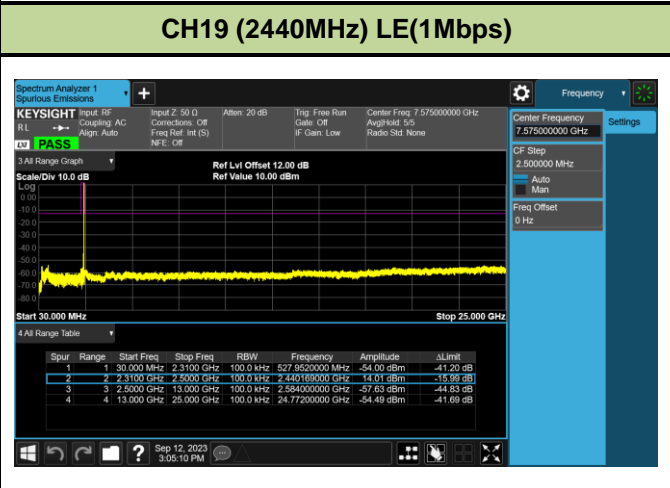 CH19 (2440MHz) LE(1Mbps)
Spectrum Analyzer 1
Spurious Emissions
Frequency
KEYSIGHT
RL
LXI PASS
Input: RF
Coupling: AC
Align: Auto
Input Z: 50 Ω
Corrections: Off
Freq Ref: Int (S)
NFE: Off
Atten: 20 dB
Trig: Free Run
Gate: Off
IF Gain: Low
Center Freq: 7.575000000 GHz
Avg|Hold: 5/5
Radio Std: None
Center Frequency
7.575000000 GHz
Settings
CF Step
2.500000 MHz
Auto
Man
Freq Offset
0 Hz
3 All Range Graph
Scale/Div 10.0 dB
Ref Lvl Offset 12.00 dB
Ref Value 10.00 dBm
Log
0.00
-10.0
-20.0
-30.0
-40.0
-50.0
-60.0
-70.0
-80.0
Start 30.000 MHz
Stop 25.000 GHz
4 All Range Table
Spur Range Start Freq Stop Freq RBW Frequency Amplitude ΔLimit
1 1 30.000 MHz 2.3100 GHz 100.0 kHz 527.9520000 MHz -54.00 dBm -41.20 dB
2 2 2.3100 GHz 2.5000 GHz 100.0 kHz 2.440169000 GHz 14.01 dBm -15.99 dB
3 3 2.5000 GHz 13.000 GHz 100.0 kHz 2.584000000 GHz -57.63 dBm -44.83 dB
4 4 13.000 GHz 25.000 GHz 100.0 kHz 24.77200000 GHz -54.49 dBm -41.69 dB
Sep 12, 2023
3:05:10 PM